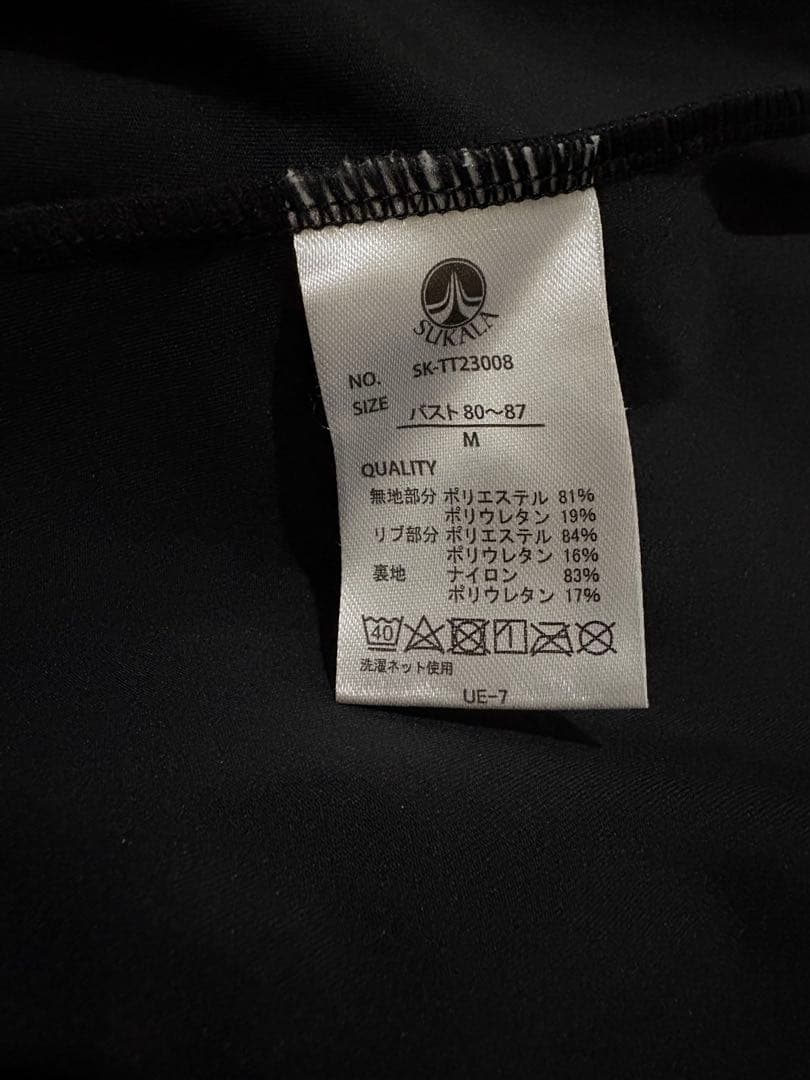 SUKALA
NO. SK-TT23008
SIZE バスト 80～87
M
QUALITY
無地部分 ポリエステル 81%
ポリウレタン 19%
リブ部分 ポリエステル 84%
ポリウレタン 16%
裏地 ナイロン 83%
ポリウレタン 17%
40
洗濯ネット使用
UE-7